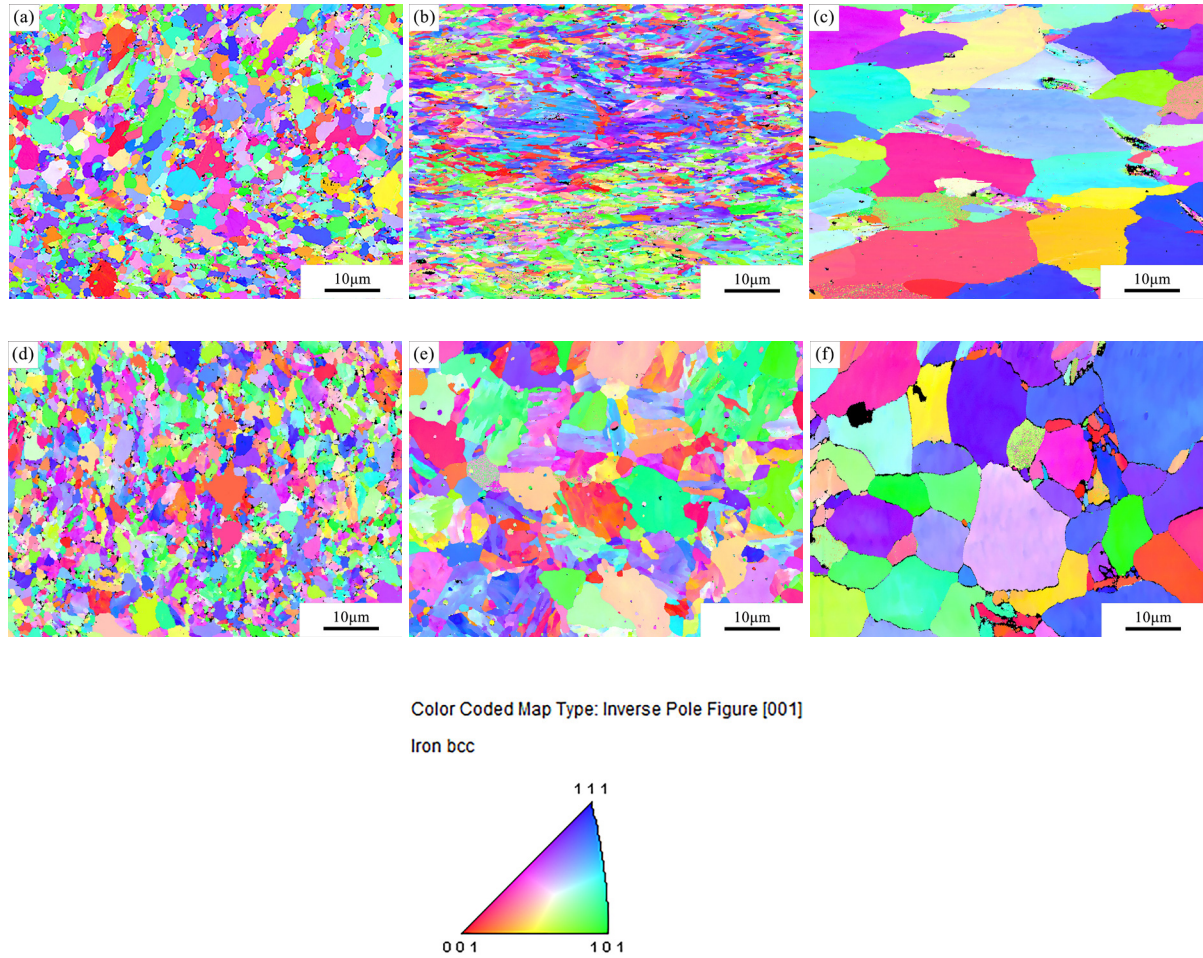 (a)
(b)
(c)
10μm
10μm
10μm
(d)
(e)
(f)
10μm
10μm
10μm
Color Coded Map Type: Inverse Pole Figure [001]
Iron bcc
1 1 1
0 0 1
1 0 1